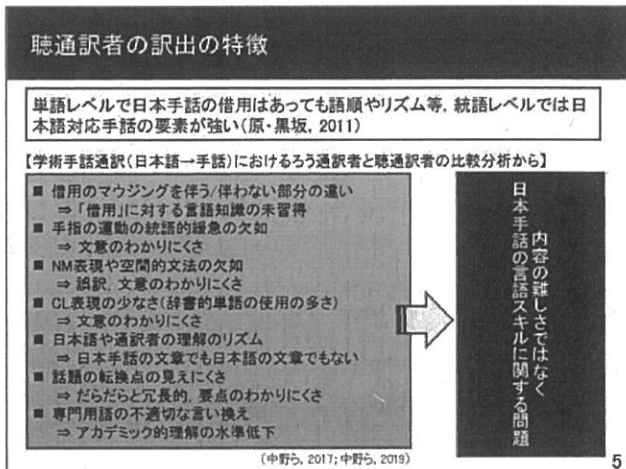 聴通訳者の訳出の特徴
単語レベルで日本手話の借用はあっても語順やリズム等, 統語レベルでは日
本語対応手話の要素が強い(原・黒坂, 2011)
【学術手話通訳(日本語→手話)におけるろう通訳者と聴通訳者の比較分析から】
■ 借用のマウジングを伴う/伴わない部分の違い
⇒ 「借用」に対する言語知識の未習得
■ 手指の運動の統語的緩急の欠如
⇒ 文意のわかりにくさ
■ NM表現や空間的文法の欠如
⇒ 誤訳, 文意のわかりにくさ
■ CL表現の少なさ(辞書的単語の使用の多さ)
⇒ 文意のわかりにくさ
■ 日本語や通訳者の理解のリズム
⇒ 日本手話の文章でも日本語の文章でもない
■ 話題の転換点の見えにくさ
⇒ だらだらと冗長的, 要点のわかりにくさ
■ 専門用語の不適切な言い換え
⇒ アカデミック的理解の水準低下
内容の難しさではなく
日本手話の言語スキルに関する問題
(中野ら, 2017; 中野ら, 2019)
5